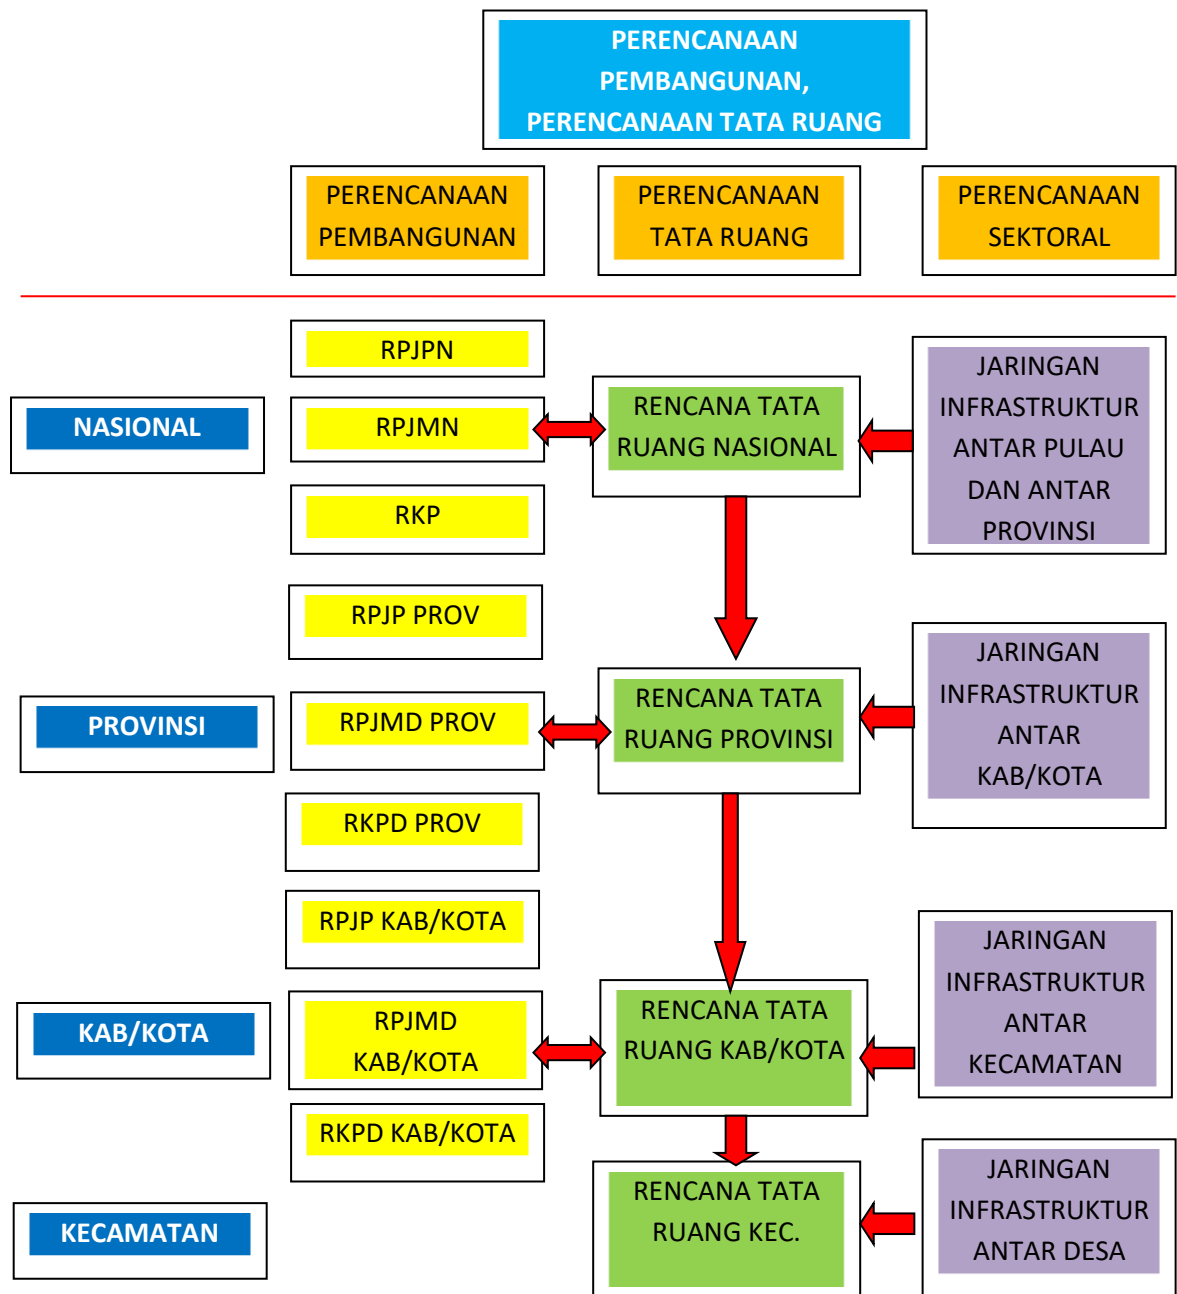 PERENCANAAN
PEMBANGUNAN,
PERENCANAAN TATA RUANG
PERENCANAAN
PEMBANGUNAN
PERENCANAAN
TATA RUANG
PERENCANAAN
SEKTORAL
NASIONAL
RPJPN
RPJMN
RKP
RENCANA TATA
RUANG NASIONAL
JARINGAN
INFRASTRUKTUR
ANTAR PULAU
DAN ANTAR
PROVINSI
PROVINSI
RPJP PROV
RPJMD PROV
RKPD PROV
RENCANA TATA
RUANG PROVINSI
JARINGAN
INFRASTRUKTUR
ANTAR
KAB/KOTA
KAB/KOTA
RPJP KAB/KOTA
RPJMD
KAB/KOTA
RKPD KAB/KOTA
RENCANA TATA
RUANG KAB/KOTA
JARINGAN
INFRASTRUKTUR
ANTAR
KECAMATAN
KECAMATAN
RENCANA TATA
RUANG KEC.
JARINGAN
INFRASTRUKTUR
ANTAR DESA